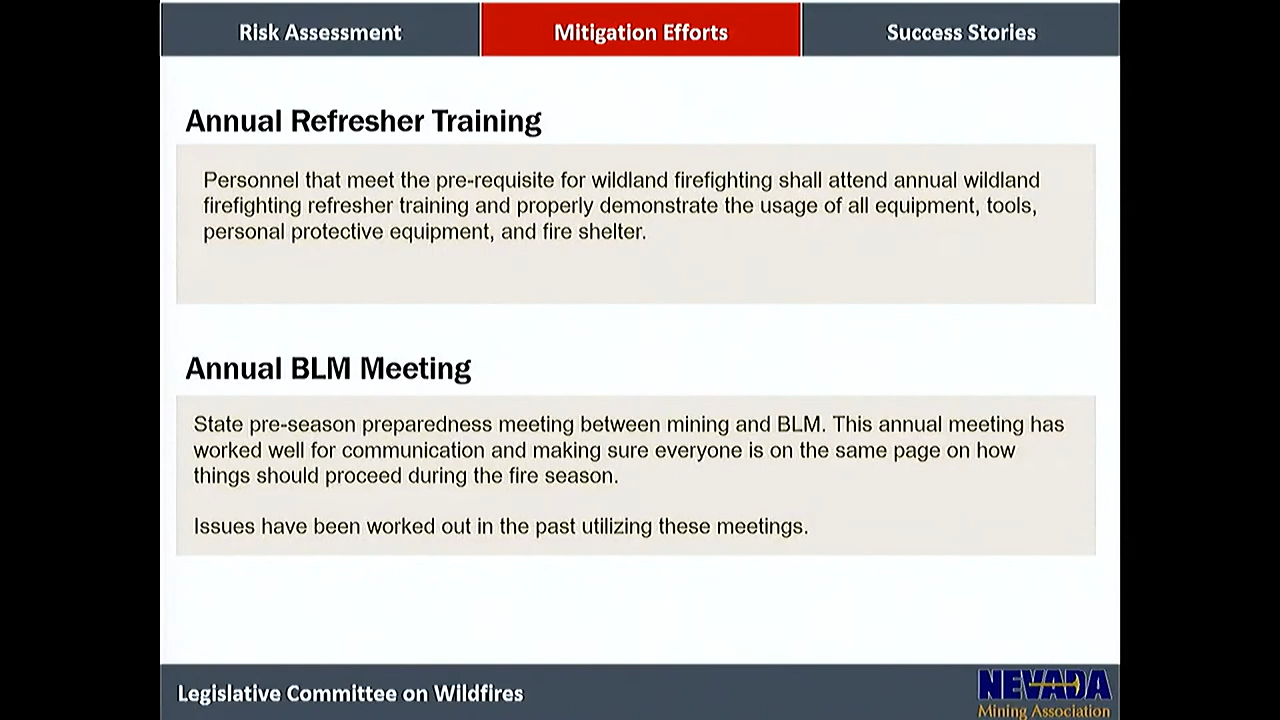 Risk Assessment
Mitigation Efforts
Success Stories
Annual Refresher Training
Personnel that meet the pre-requisite for wildland firefighting shall attend annual wildland
firefighting refresher training and properly demonstrate the usage of all equipment, tools,
personal protective equipment, and fire shelter.
Annual BLM Meeting
State pre-season preparedness meeting between mining and BLM. This annual meeting has
worked well for communication and making sure everyone is on the same page on how
things should proceed during the fire season.
Issues have been worked out in the past utilizing these meetings.
Legislative Committee on Wildfires
NEVADA
Mining Association